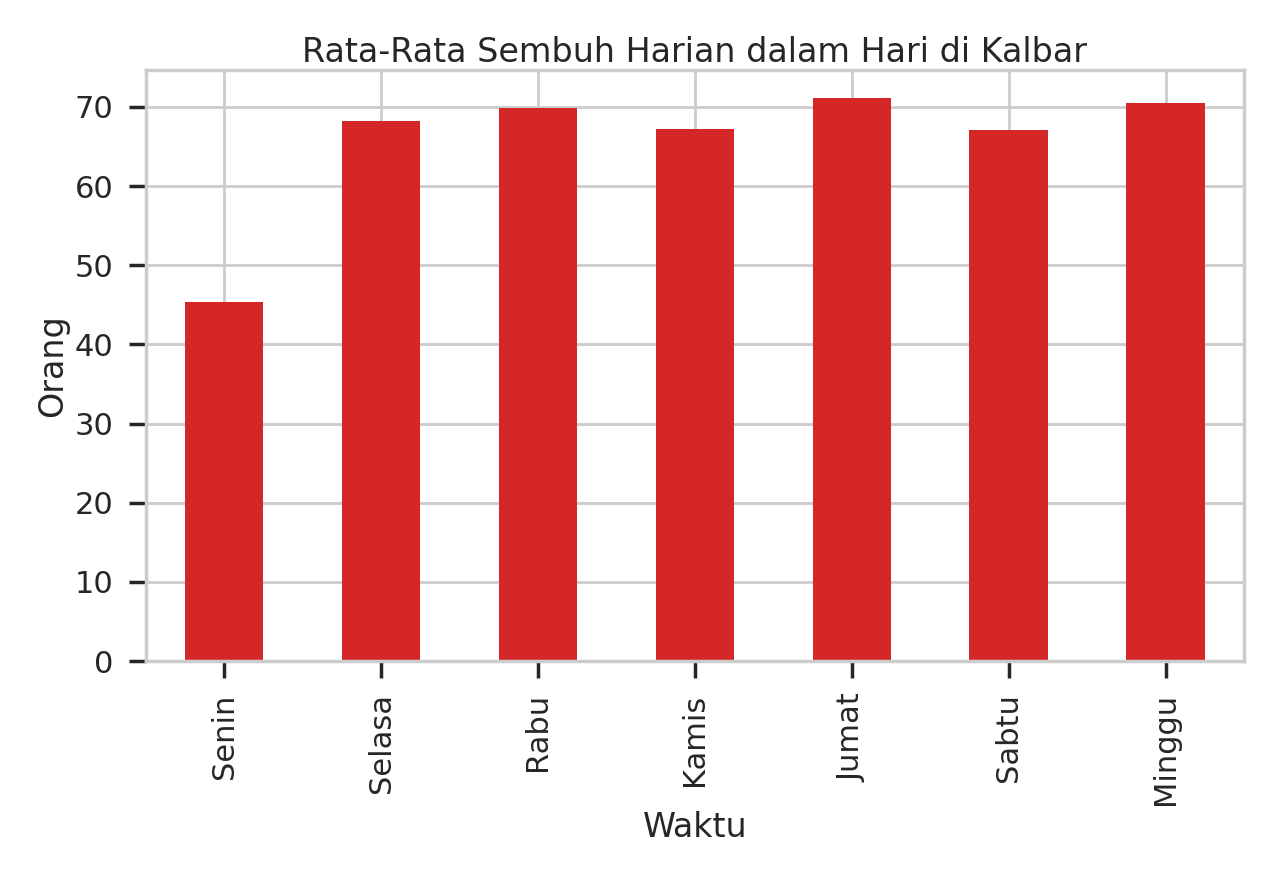 Rata-Rata Sembuh Harian dalam Hari di Kalbar
70
60
50
40
30
20
10
0
Orang
Senin
Selasa
Rabu
Kamis
Jumat
Sabtu
Minggu
Waktu